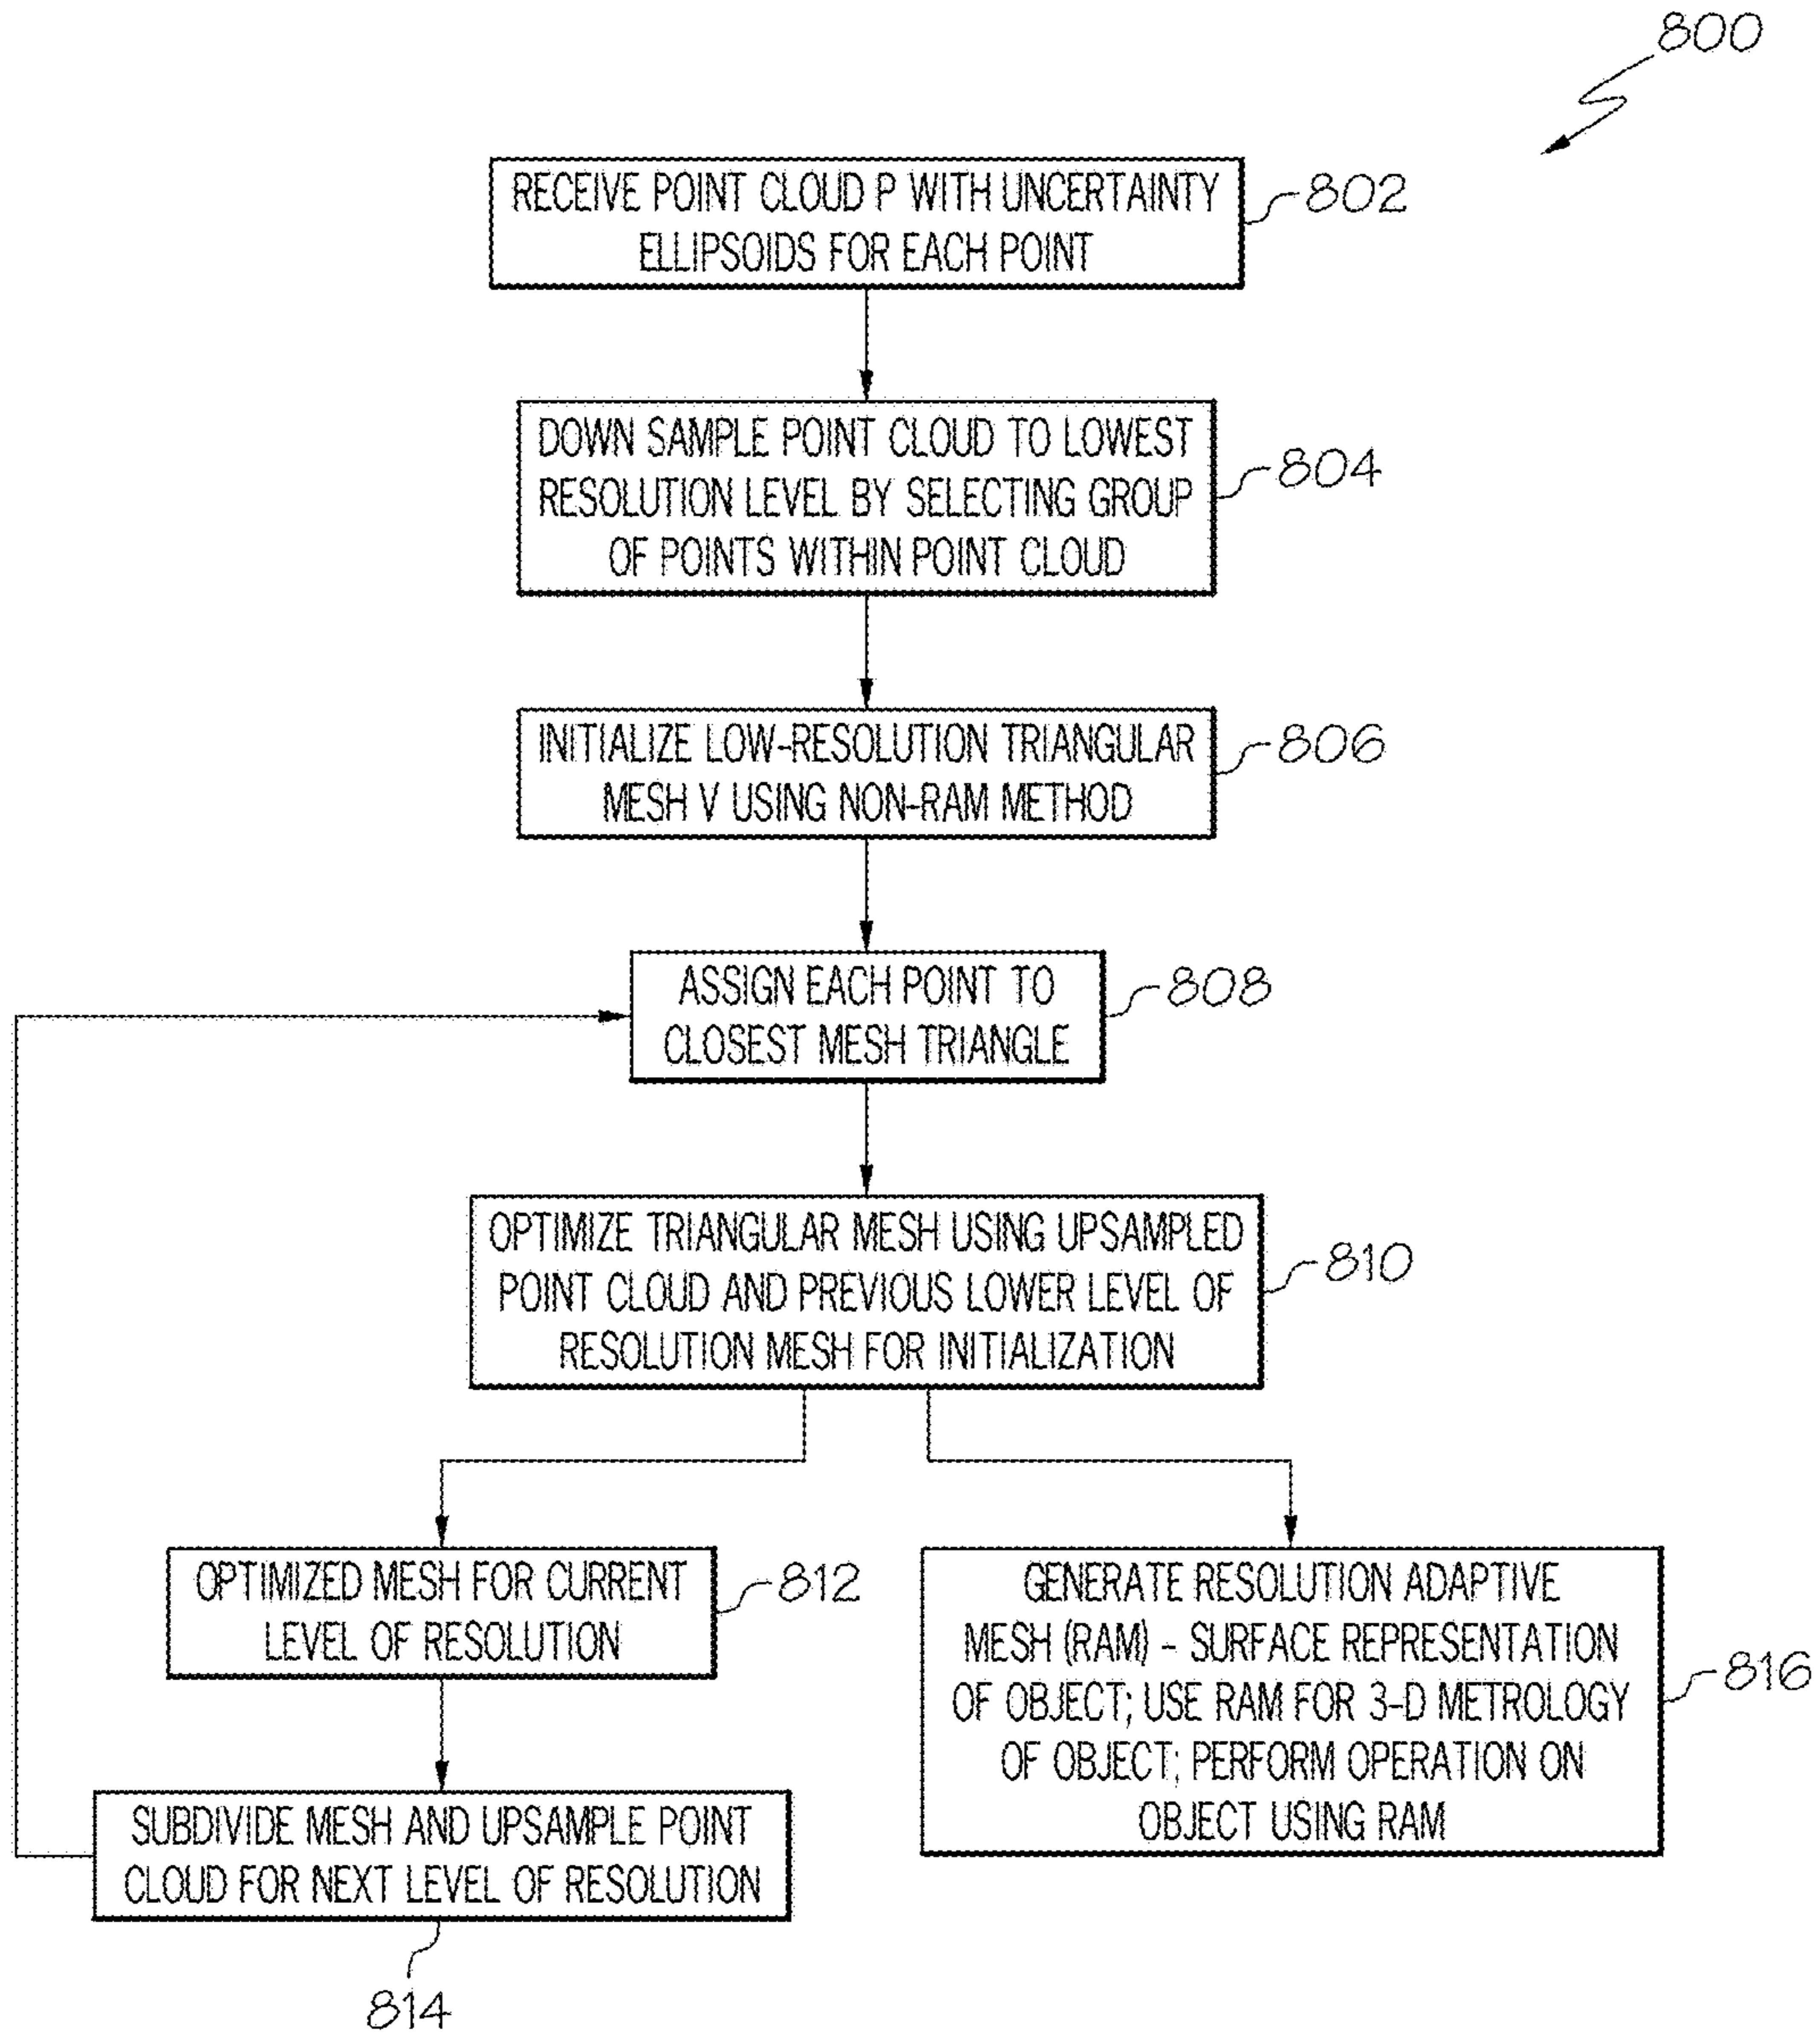 800
RECEIVE POINT CLOUD P WITH UNCERTAINTY
ELLIPSOIDS FOR EACH POINT
802
DOWN SAMPLE POINT CLOUD TO LOWEST
RESOLUTION LEVEL BY SELECTING GROUP
OF POINTS WITHIN POINT CLOUD
804
INITIALIZE LOW-RESOLUTION TRIANGULAR
MESH V USING NON-RAM METHOD
806
ASSIGN EACH POINT TO
CLOSEST MESH TRIANGLE
808
OPTIMIZE TRIANGULAR MESH USING UPSAMPLED
POINT CLOUD AND PREVIOUS LOWER LEVEL OF
RESOLUTION MESH FOR INITIALIZATION
810
OPTIMIZED MESH FOR CURRENT
LEVEL OF RESOLUTION
812
SUBDIVIDE MESH AND UPSAMPLE POINT
CLOUD FOR NEXT LEVEL OF RESOLUTION
814
GENERATE RESOLUTION ADAPTIVE
MESH (RAM) - SURFACE REPRESENTATION
OF OBJECT; USE RAM FOR 3-D METROLOGY
OF OBJECT; PERFORM OPERATION ON
OBJECT USING RAM
816